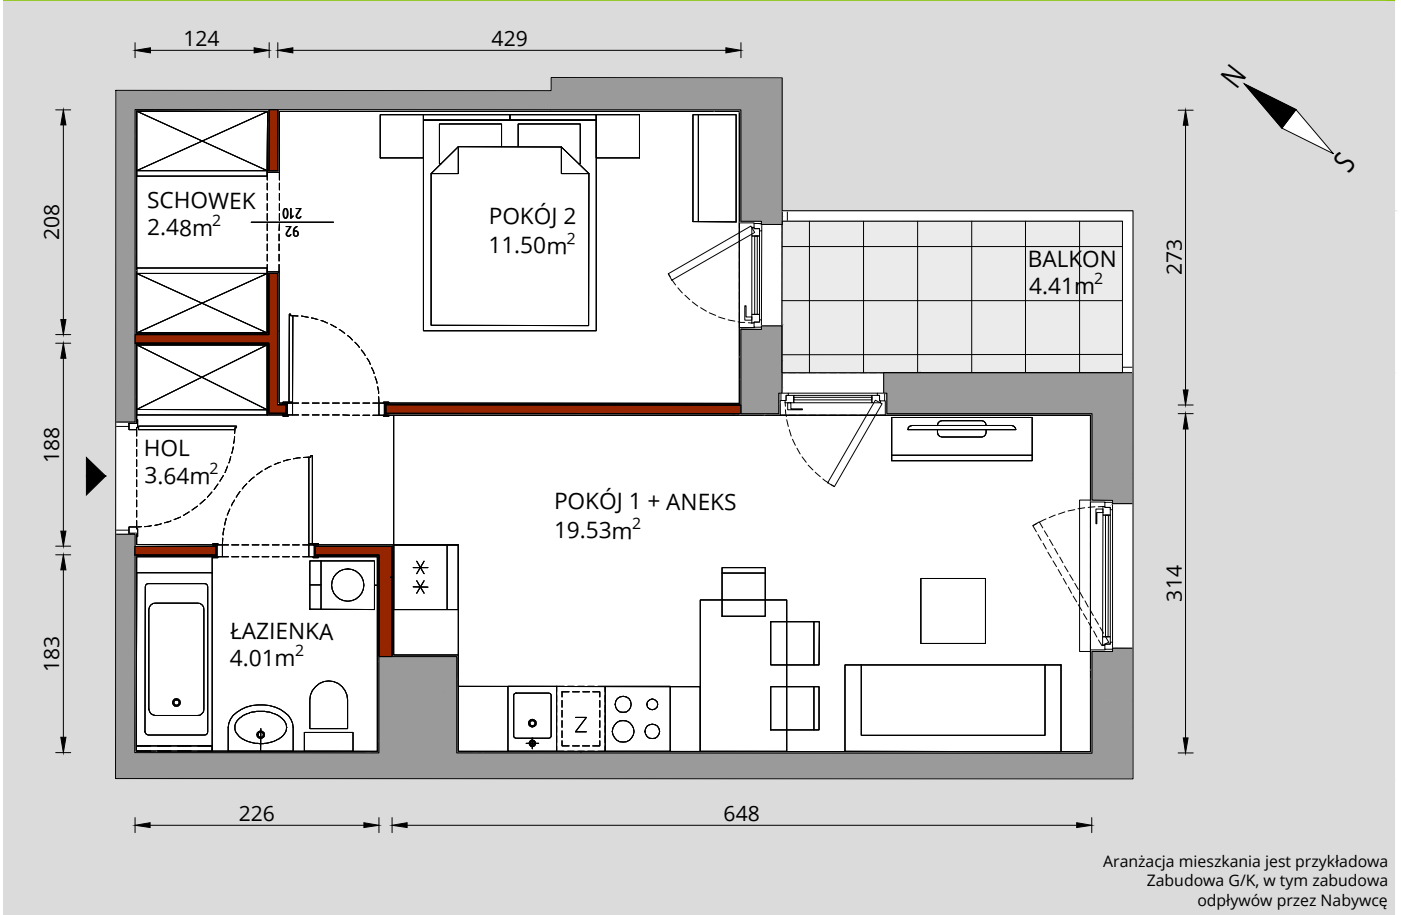 124
429
N
S
208
SCHOWEK
2.48m²
210
92
POKÓJ 2
11.50m²
BALKON
4.41m²
273
188
HOL
3.64m²
POKÓJ 1 + ANEKS
19.53m²
314
183
ŁAZIENKA
4.01m²
Z
226
648
Aranżacja mieszkania jest przykładowa
Zabudowa G/K, w tym zabudowa
odpływów przez Nabywcę